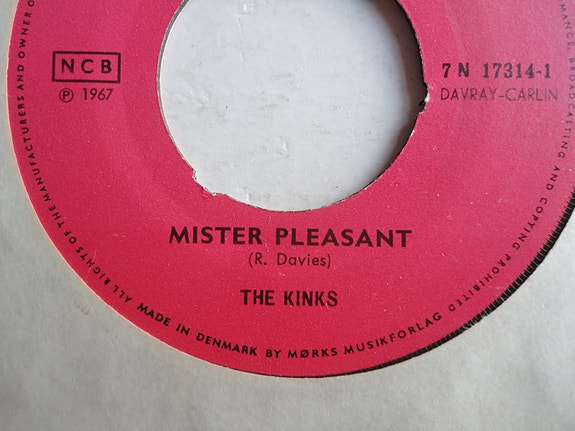 NCB
℗ 1967
7 N 17314-1
DAVRAY-CARLIN
MISTER PLEASANT
(R. Davies)
THE KINKS
ALL RIGHTS OF THE MANUFACTURERS AND OWNER O
MANCE, BROADCASTING AND COPYING PROHIBITED
MADE IN DENMARK BY MØRKS MUSIKFORLAG